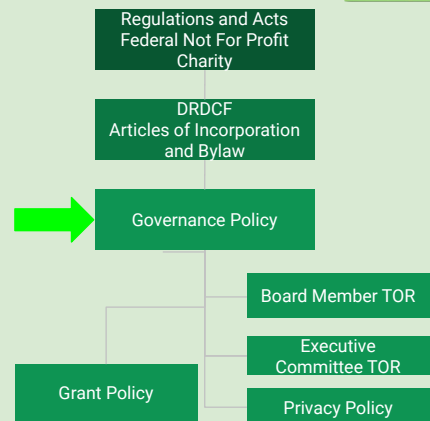 Regulations and Acts
Federal Not For Profit
Charity
DRDCF
Articles of Incorporation
and Bylaw
Governance Policy
Board Member TOR
Executive
Committee TOR
Grant Policy
Privacy Policy